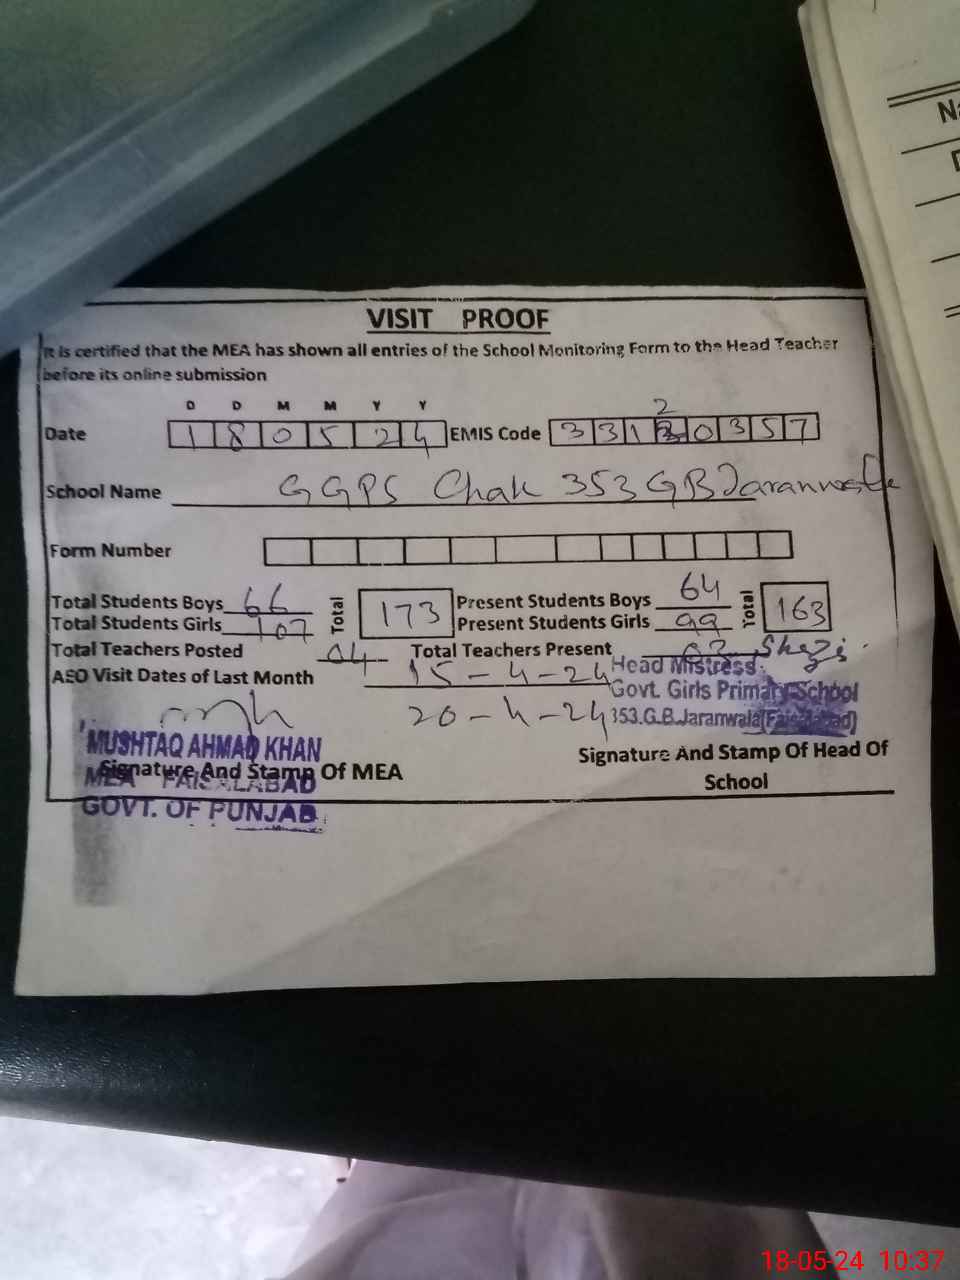 Na
VISIT PROOF
It is certified that the MEA has shown all entries of the School Monitoring Form to the Head Teacher
before its online submission
D D M M Y Y
Date 1 8 0 5 2 4 EMIS Code 3 3 1 2 0 3 5 7
School Name GGPS Chak 353 GB Jaranwala
Form Number
Total Students Boys 66 Total 173 Present Students Boys 64 Total 163
Total Students Girls 107 Present Students Girls 99
Total Teachers Posted 04 Total Teachers Present 03
AEO Visit Dates of Last Month 15-4-24
20-4-24
Head Mistress
Govt. Girls Primary School
353.G.B.Jaranwala(Faisalabad)
MUSHTAQ AHMAD KHAN
MEA FAISALABAD
GOVT. OF PUNJAB
Signature And Stamp Of MEA
Signature And Stamp Of Head Of
School
18-05-24 10:37